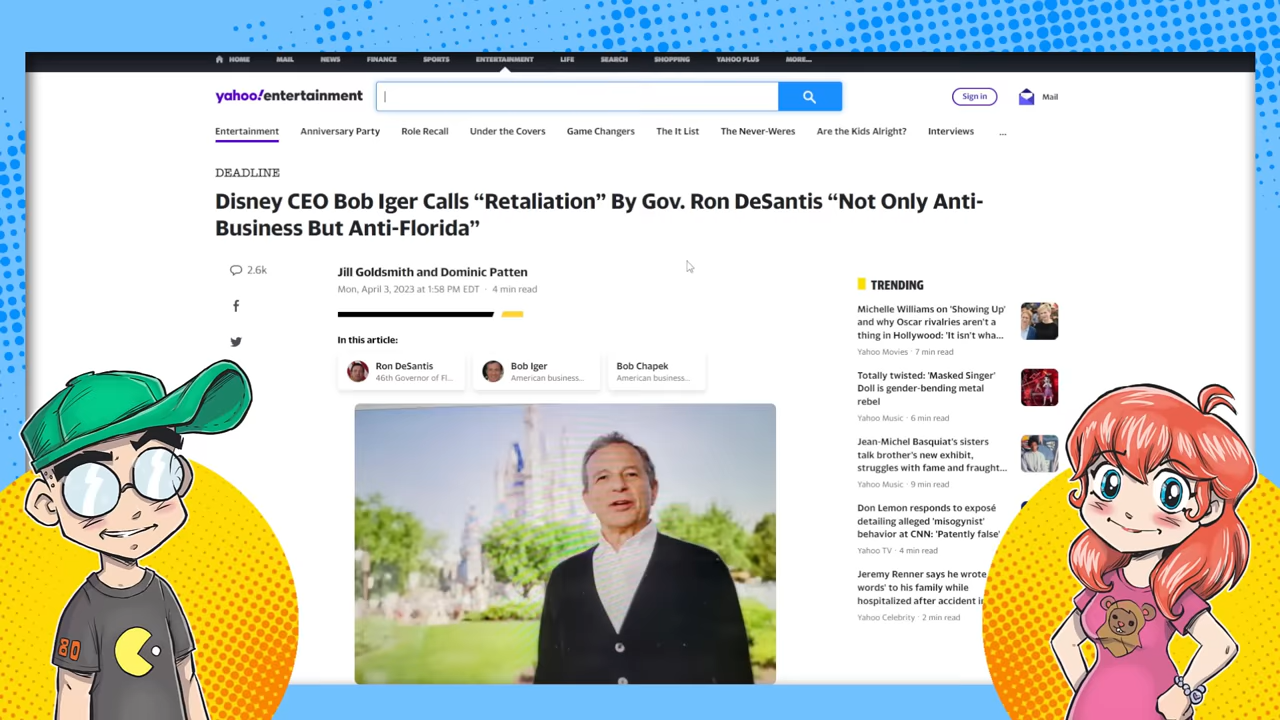 HOME MAIL NEWS FINANCE SPORTS ENTERTAINMENT LIFE SEARCH SHOPPING YAHOO PLUS MORE...
yahoo!entertainment
Sign in
Mail
Entertainment Anniversary Party Role Recall Under the Covers Game Changers The It List The Never-Weres Are the Kids Alright? Interviews ...
DEADLINE
Disney CEO Bob Iger Calls “Retaliation” By Gov. Ron DeSantis “Not Only Anti-
Business But Anti-Florida”
2.6k
Jill Goldsmith and Dominic Patten
Mon, April 3, 2023 at 1:58 PM EDT · 4 min read
In this article:
Ron DeSantis
46th Governor of Fl...
Bob Iger
American business...
Bob Chapek
American business...
TRENDING
Michelle Williams on 'Showing Up'
and why Oscar rivalries aren't a
thing in Hollywood: 'It isn't wha...
Yahoo Movies · 7 min read
Totally twisted: 'Masked Singer'
Doll is gender-bending metal
rebel
Yahoo Music · 6 min read
Jean-Michel Basquiat's sisters
talk brother's new exhibit,
struggles with fame and fraught...
Yahoo Music · 9 min read
Don Lemon responds to exposé
detailing alleged 'misogynist'
behavior at CNN: 'Patently false'
Yahoo TV · 4 min read
Jeremy Renner says he wrote
words' to his family while
hospitalized after accident
Yahoo Celebrity · 2 min read
80